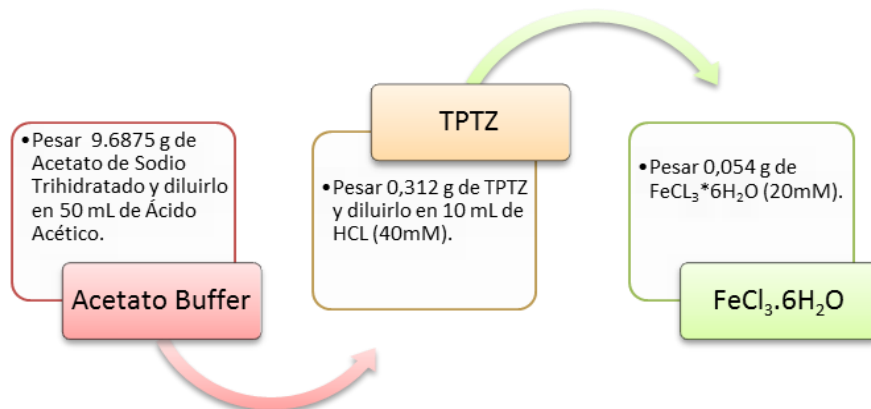 •Pesar 9.6875 g de
Acetato de Sodio
Trihidratado y diluirlo
en 50 mL de Ácido
Acético.
Acetato Buffer
TPTZ
•Pesar 0,312 g de TPTZ
y diluirlo en 10 mL de
HCL (40mM).
•Pesar 0,054 g de
FeCL₃*6H₂O (20mM).
FeCl₃.6H₂O